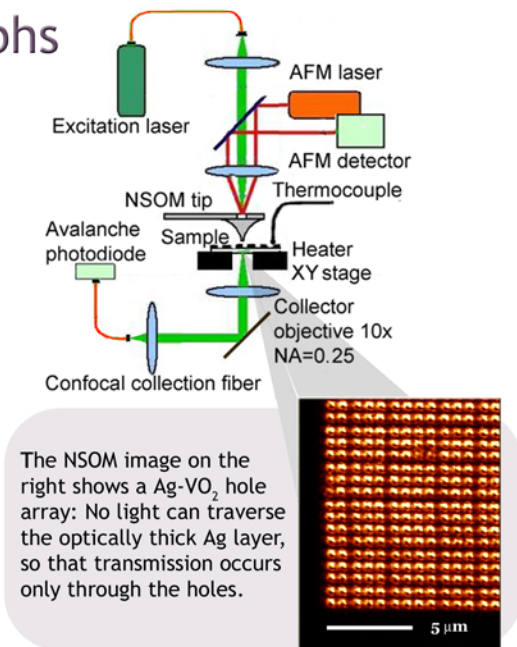 phs
Excitation laser
AFM laser
AFM detector
NSOM tip
Thermocouple
Avalanche
photodiode
Sample
Heater
XY stage
Collector
objective 10x
NA=0.25
Confocal collection fiber
The NSOM image on the
right shows a Ag-VO₂ hole
array: No light can traverse
the optically thick Ag layer,
so that transmission occurs
only through the holes.
5 μm